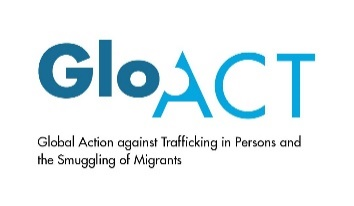 GloACT
Global Action against Trafficking in Persons and
the Smuggling of Migrants